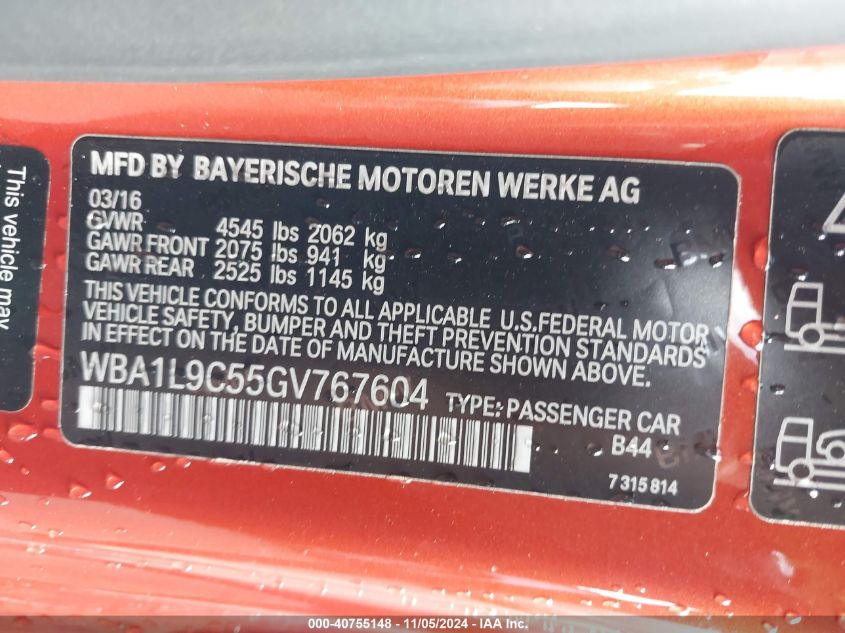 This vehicle may
MFD BY BAYERISCHE MOTOREN WERKE AG
03/16
GVWR 4545 lbs 2062 kg
GAWR FRONT 2075 lbs 941 kg
GAWR REAR 2525 lbs 1145 kg
THIS VEHICLE CONFORMS TO ALL APPLICABLE U.S.FEDERAL MOTOR
VEHICLE SAFETY, BUMPER AND THEFT PREVENTION STANDARDS
IN EFFECT ON THE DATE OF MANUFACTURE SHOWN ABOVE.
WBA1L9C55GV767604 TYPE: PASSENGER CAR
B44
7 315 814
000-40755148 - 11/05/2024 - IAA Inc.